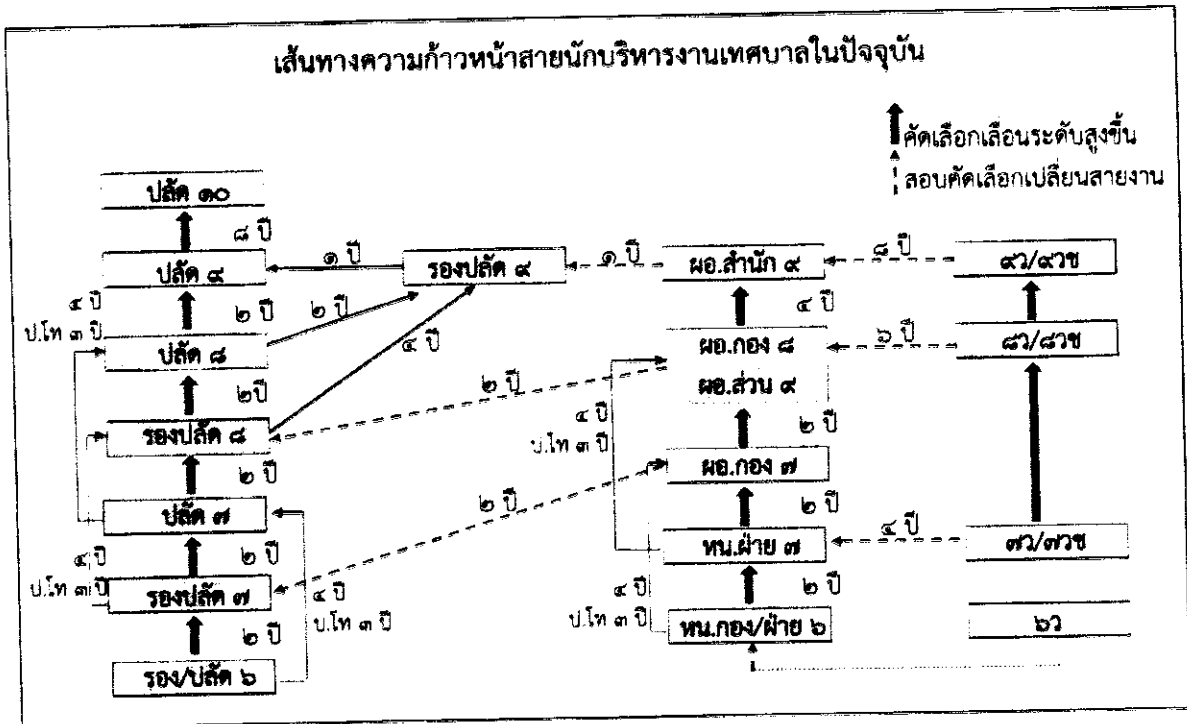 เส้นทางความก้าวหน้าสายนักบริหารงานเทศบาลในปัจจุบัน
คัดเลือกเลื่อนระดับสูงขึ้น
สอบคัดเลือกเปลี่ยนสายงาน
ปลัด ๑๐
๘ ปี
ปลัด ๙
๑ ปี
รองปลัด ๙
๑ ปี
ผอ.สำนัก ๙
๘ ปี
๙ว/๙วช
๔ ปี
ป.โท ๓ ปี
๒ ปี
๒ ปี
๔ ปี
๔ ปี
ปลัด ๘
ผอ.กอง ๘
ผอ.ส่วน ๙
๖ ปี
๘ว/๘วช
๒ปี
๒ ปี
๔ ปี
ป.โท ๓ ปี
๒ ปี
รองปลัด ๘
ผอ.กอง ๗
๒ ปี
๒ ปี
๒ ปี
ปลัด ๗
หน.ฝ่าย ๗
๔ ปี
๗ว/๗วช
๔ ปี
ป.โท ๓ ปี
๒ ปี
๔ ปี
ป.โท ๓ ปี
๔ ปี
ป.โท ๓ ปี
๒ ปี
รองปลัด ๗
หน.กอง/ฝ่าย ๖
๖ว
๒ ปี
รอง/ปลัด ๖